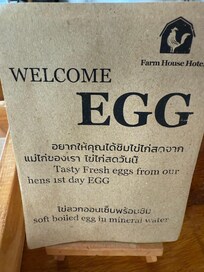 Farm House Hotel
WELCOME
EGG
อยากให้คุณได้ชิมไข่ไก่สดจาก
แม่ไก่ของเรา ไข่ไก่สดวันนี้
Tasty Fresh eggs from our
hens 1st day EGG
ไข่ลวกออนเซ็นพร้อมชิม
soft boiled egg in mineral water